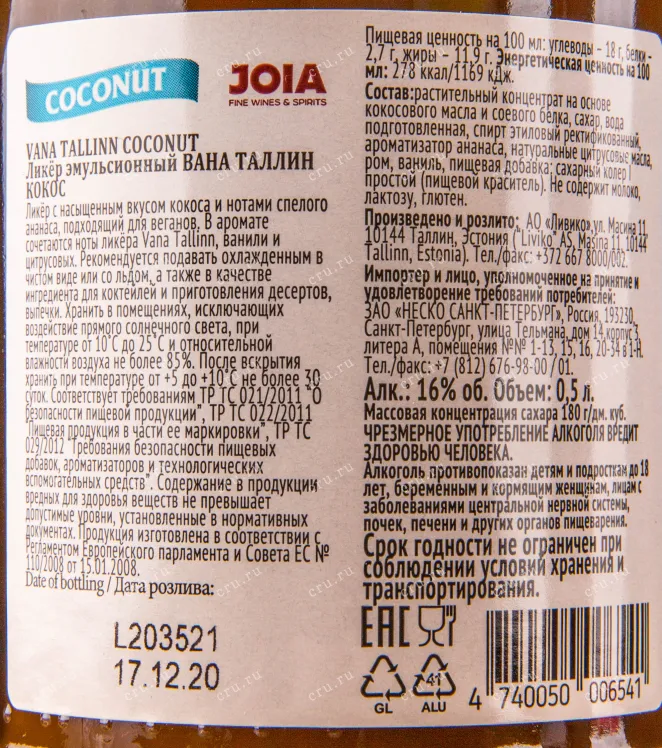 COCONUT
JOIA
FINE WINES & SPIRITS
VANA TALLINN COCONUT
Ликёр эмульсионный ВАНА ТАЛЛИН
КОКОС
Ликёр с насыщенным вкусом кокоса и нотами спелого
ананаса, подходящий для веганов. В аромате
сочетаются ноты ликёра Vana Tallinn, ванили и
цитрусовых. Рекомендуется подавать охлажденным в
чистом виде или со льдом, а также в качестве
ингредиента для коктейлей и приготовления десертов,
выпечки. Хранить в помещениях, исключающих
воздействие прямого солнечного света, при
температуре от 10˚С до 25˚С и относительной
влажности воздуха не более 85%. После вскрытия
хранить при температуре от +5 до +10˚С не более 30
суток. Соответствует требованиям ТР ТС 021/2011 "О
безопасности пищевой продукции", ТР ТС 022/2011
"Пищевая продукция в части ее маркировки", ТР ТС
029/2012 "Требования безопасности пищевых
добавок, ароматизаторов и технологических
вспомогательных средств". Содержание в продукции
вредных для здоровья веществ не превышает
допустимые уровни, установленные в нормативных
документах. Продукция изготовлена в соответствии с
Регламентом Европейского парламента и Совета ЕС №
110/2008 от 15.01.2008.
Date of bottling / Дата розлива:
L203521
17.12.20
Пищевая ценность на 100 мл: углеводы – 18 г, белки -
2,7 г, жиры – 11,9 г. Энергетическая ценность на 100
мл: 278 ккал/1169 кДж.
Состав:растительный концентрат на основе
кокосового масла и соевого белка, сахар, вода
подготовленная, спирт этиловый ректификованный,
ароматизатор ананаса, натуральные цитрусовые масла,
ром, ваниль, пищевая добавка: сахарный колер I
простой (пищевой краситель). Не содержит молоко,
лактозу, глютен.
Произведено и розлито: АО «Ливико», ул. Масина 11,
10144 Таллин, Эстония ("Liviko" AS, Masina 11, 10144
Tallinn, Estonia). Тел./факс: +372 667 8000/002.
Импортер и лицо, уполномоченное на принятие и
удовлетворение требований потребителей:
ЗАО «НЕСКО САНКТ-ПЕТЕРБУРГ», Россия, 193230,
Санкт-Петербург, улица Тельмана, дом 14, корпус 3,
литера А, помещения №№ 1-13, 15, 16, 20-34 в 1-Н.
Тел./факс: +7 (812) 676-98-00 /01.
Алк.: 16% об. Объем: 0,5 л.
Массовая концентрация сахара 180 г/дм. куб.
ЧРЕЗМЕРНОЕ УПОТРЕБЛЕНИЕ АЛКОГОЛЯ ВРЕДИТ
ЗДОРОВЬЮ ЧЕЛОВЕКА.
Алкоголь противопоказан детям и подросткам до 18
лет, беременным и кормящим женщинам, лицам с
заболеваниями центральной нервной системы,
почек, печени и других органов пищеварения.
Срок годности не ограничен при
соблюдении условий хранения и
транспортирования.
EAC
GL
41
ALU
4 740050 006541